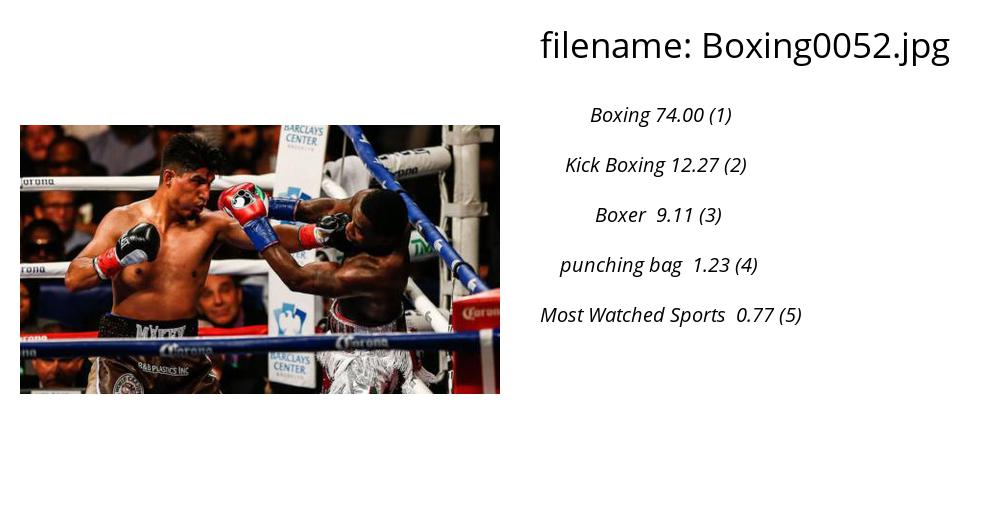 filename: Boxing0052.jpg
Boxing 74.00 (1)
Kick Boxing 12.27 (2)
Boxer 9.11 (3)
punching bag 1.23 (4)
Most Watched Sports 0.77 (5)
BARCLAYS
CENTER
BROOKLYN
Corona
MIKEY
B&B PLASTICS INC
Corona
Corona
Corona
BARCLAYS
CENTER
BROOKLYN